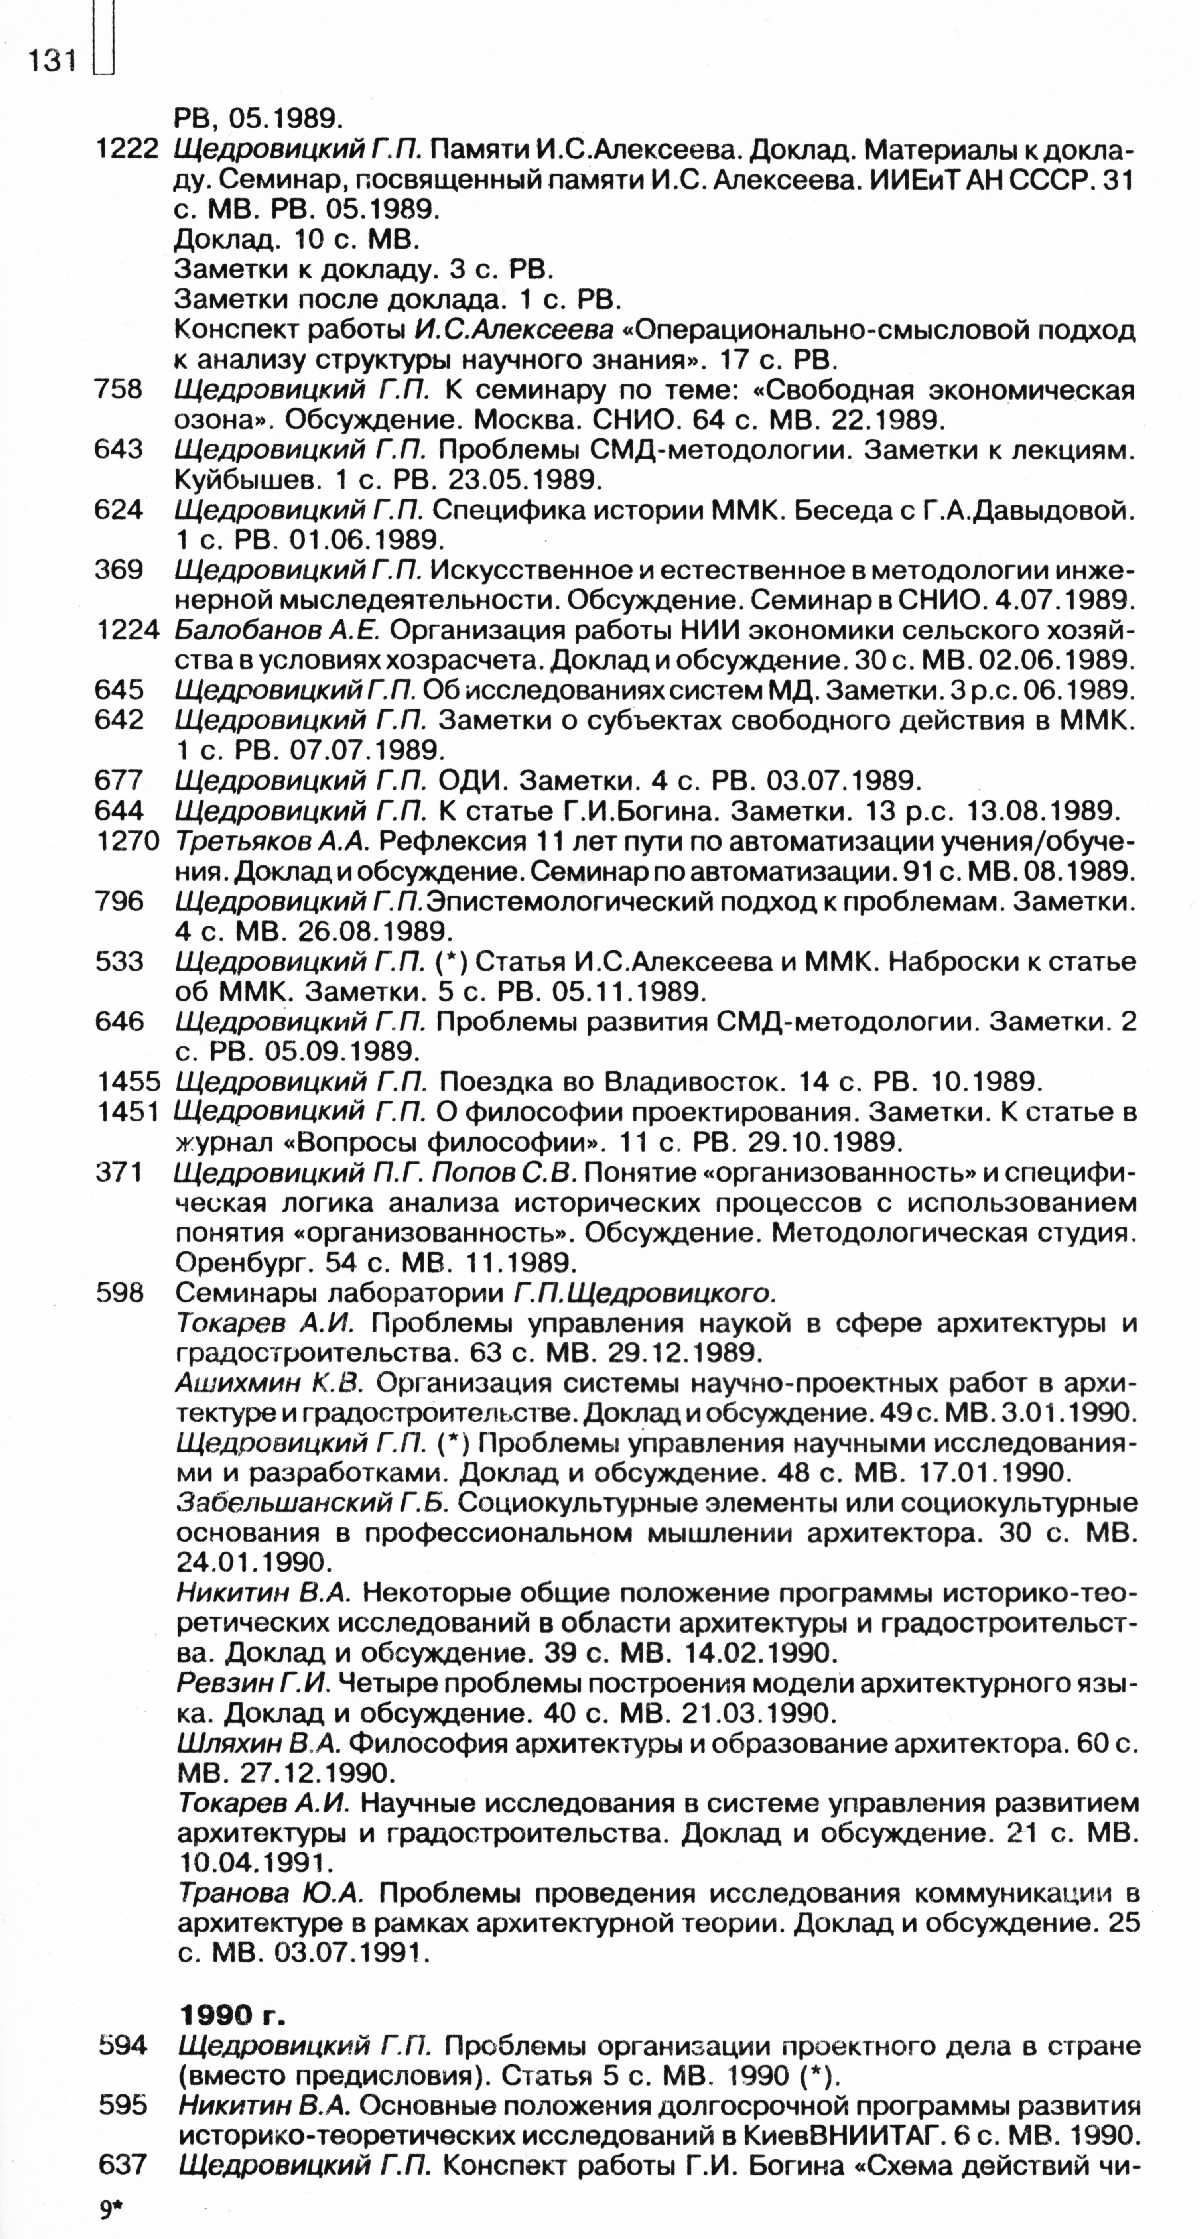 131
РВ, 05.1989.
1222 Щедровицкий Г.П. Памяти И.С.Алексеева. Доклад. Материалы к докла-
ду. Семинар, посвященный памяти И.С. Алексеева. ИИЕиТ АН СССР. 31
с. МВ. РВ. 05.1989.
Доклад. 10 с. МВ.
Заметки к докладу. 3 с. РВ.
Заметки после доклада. 1 с. РВ.
Конспект работы И.С.Алексеева «Операционально-смысловой подход
к анализу структуры научного знания». 17 с. РВ.
758 Щедровицкий Г.П. К семинару по теме: «Свободная экономическая
озона». Обсуждение. Москва. СНИО. 64 с. МВ. 22.1989.
643 Щедровицкий Г.П. Проблемы СМД-методологии. Заметки к лекциям.
Куйбышев. 1 с. РВ. 23.05.1989.
624 Щедровицкий Г.П. Специфика истории ММК. Беседа с Г.А.Давыдовой.
1 с. РВ. 01.06.1989.
369 Щедровицкий Г.П. Искусственное и естественное в методологии инже-
нерной мыследеятельности. Обсуждение. Семинар в СНИО. 4.07.1989.
1224 Балобанов А.Е. Организация работы НИИ экономики сельского хозяй-
ства в условиях хозрасчета. Доклад и обсуждение. 30 с. МВ. 02.06.1989.
645 Щедровицкий Г.П. Об исследованиях систем МД. Заметки. 3 р.с. 06.1989.
642 Щедровицкий Г.П. Заметки о субъектах свободного действия в ММК.
1 с. РВ. 07.07.1989.
677 Щедровицкий Г.П. ОДИ. Заметки. 4 с. РВ. 03.07.1989.
644 Щедровицкий Г.П. К статье Г.И.Богина. Заметки. 13 р.с. 13.08.1989.
1270 Третьяков А.А. Рефлексия 11 лет пути по автоматизации учения/обуче-
ния. Доклад и обсуждение. Семинар по автоматизации. 91 с. МВ. 08.1989.
796 Щедровицкий Г.П.Эпистемологический подход к проблемам. Заметки.
4 с. МВ. 26.08.1989.
533 Щедровицкий Г.П. (*) Статья И.С.Алексеева и ММК. Наброски к статье
об ММК. Заметки. 5 с. РВ. 05.11.1989.
646 Щедровицкий Г.П. Проблемы развития СМД-методологии. Заметки. 2
с. РВ. 05.09.1989.
1455 Щедровицкий Г.П. Поездка во Владивосток. 14 с. РВ. 10.1989.
1451 Щедровицкий Г.П. О философии проектирования. Заметки. К статье в
журнал «Вопросы философии». 11 с. РВ. 29.10.1989.
371 Щедровицкий П.Г. Попов С.В. Понятие «организованность» и специфи-
ческая логика анализа исторических процессов с использованием
понятия «организованность». Обсуждение. Методологическая студия.
Оренбург. 54 с. МВ. 11.1989.
598 Семинары лаборатории Г.П.Щедровицкого.
Токарев А.И. Проблемы управления наукой в сфере архитектуры и
градостроительства. 63 с. МВ. 29.12.1989.
Ашихмин К.В. Организация системы научно-проектных работ в архи-
тектуре и градостроительстве. Доклад и обсуждение. 49 с. МВ. 3.01.1990.
Щедровицкий Г.П. (*) Проблемы управления научными исследования-
ми и разработками. Доклад и обсуждение. 48 с. МВ. 17.01.1990.
Забельшанский Г.Б. Социокультурные элементы или социокультурные
основания в профессиональном мышлении архитектора. 30 с. МВ.
24.01.1990.
Никитин В.А. Некоторые общие положение программы историко-тео-
ретических исследований в области архитектуры и градостроительст-
ва. Доклад и обсуждение. 39 с. МВ. 14.02.1990.
Ревзин Г.И. Четыре проблемы построения модели архитектурного язы-
ка. Доклад и обсуждение. 40 с. МВ. 21.03.1990.
Шляхин В.А. Философия архитектуры и образование архитектора. 60 с.
МВ. 27.12.1990.
Токарев А.И. Научные исследования в системе управления развитием
архитектуры и градостроительства. Доклад и обсуждение. 21 с. МВ.
10.04.1991.
Транова Ю.А. Проблемы проведения исследования коммуникации в
архитектуре в рамках архитектурной теории. Доклад и обсуждение. 25
с. МВ. 03.07.1991.
1990 г.
594 Щедровицкий Г.П. Проблемы организации проектного дела в стране
(вместо предисловия). Статья 5 с. МВ. 1990 (*).
595 Никитин В.А. Основные положения долгосрочной программы развития
историко-теоретических исследований в КиевВНИИТАГ. 6 с. МВ. 1990.
637 Щедровицкий Г.П. Конспект работы Г.И. Богина «Схема действий чи-
9*